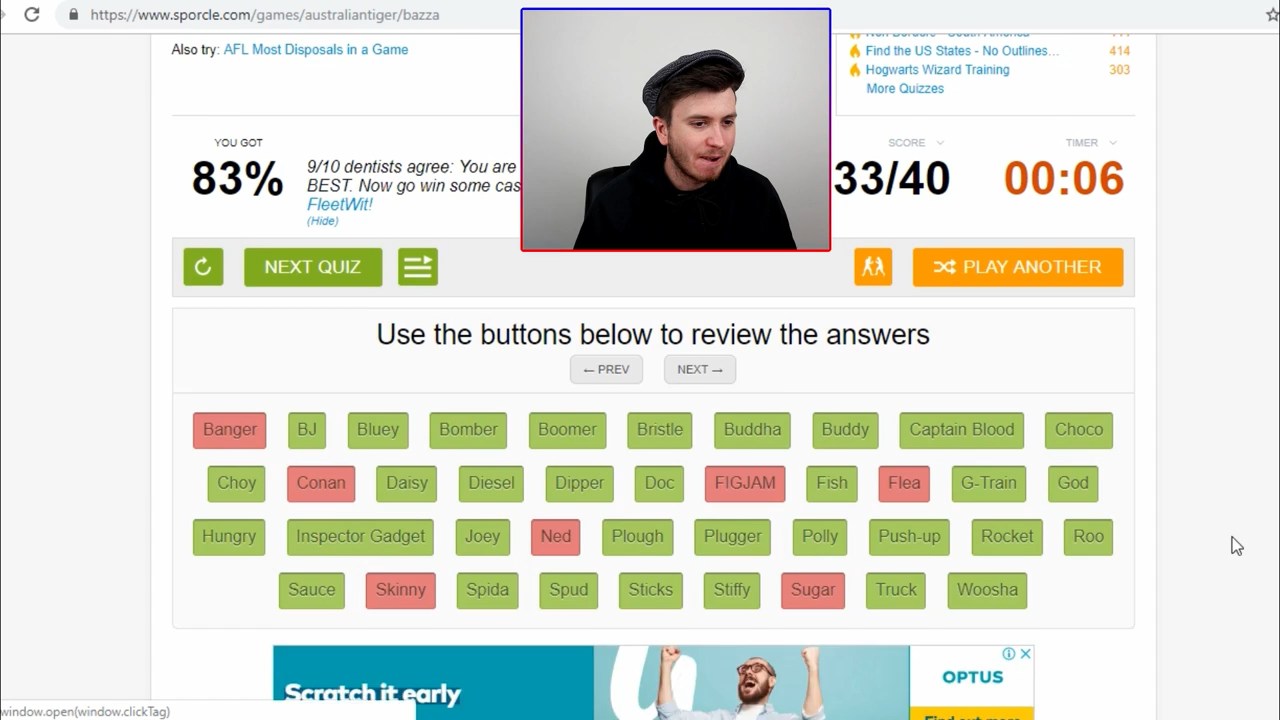 https://www.sporcle.com/games/australiantiger/bazza
Also try: AFL Most Disposals in a Game
Find the US States - No Outlines... 414
Hogwarts Wizard Training 303
More Quizzes
YOU GOT
83%
9/10 dentists agree: You are
BEST. Now go win some cas
FleetWit!
(Hide)
SCORE
33/40
TIMER
00:06
NEXT QUIZ
PLAY ANOTHER
Use the buttons below to review the answers
← PREV NEXT →
Banger BJ Bluey Bomber Boomer Bristle Buddha Buddy Captain Blood Choco
Choy Conan Daisy Diesel Dipper Doc FIGJAM Fish Flea G-Train God
Hungry Inspector Gadget Joey Ned Plough Plugger Polly Push-up Rocket Roo
Sauce Skinny Spida Spud Sticks Stiffy Sugar Truck Woosha
Scratch it early
OPTUS
Find out more
window.open(window.clickTag)